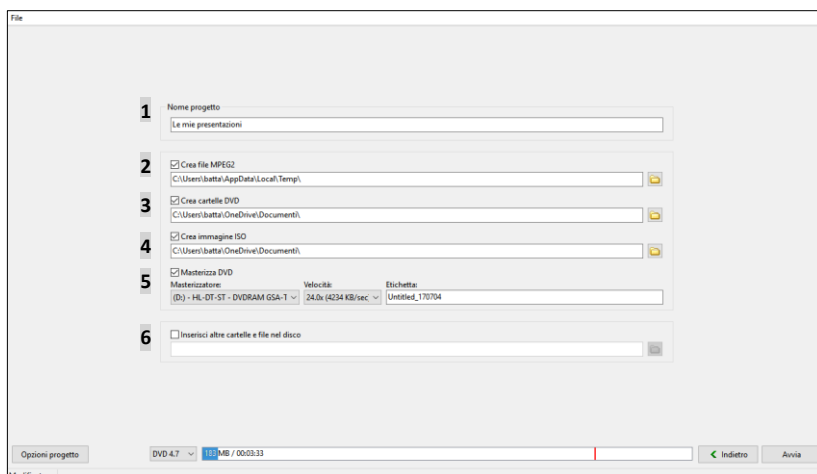 File
1
Nome progetto
Le mie presentazioni
2
Crea file MPEG2
C:\Users\batta\AppData\Local\Temp\
3
Crea cartelle DVD
C:\Users\batta\OneDrive\Documenti\
4
Crea immagine ISO
C:\Users\batta\OneDrive\Documenti\
5
Masterizza DVD
Masterizzatore: Velocità: Etichetta:
(D:) - HL-DT-ST - DVDRAM GSA-T 24.0x (4234 KB/sec Untitled_170704
6
Inserisci altre cartelle e file nel disco
Opzioni progetto DVD 4.7 183 MB / 00:03:33 Indietro Avvia